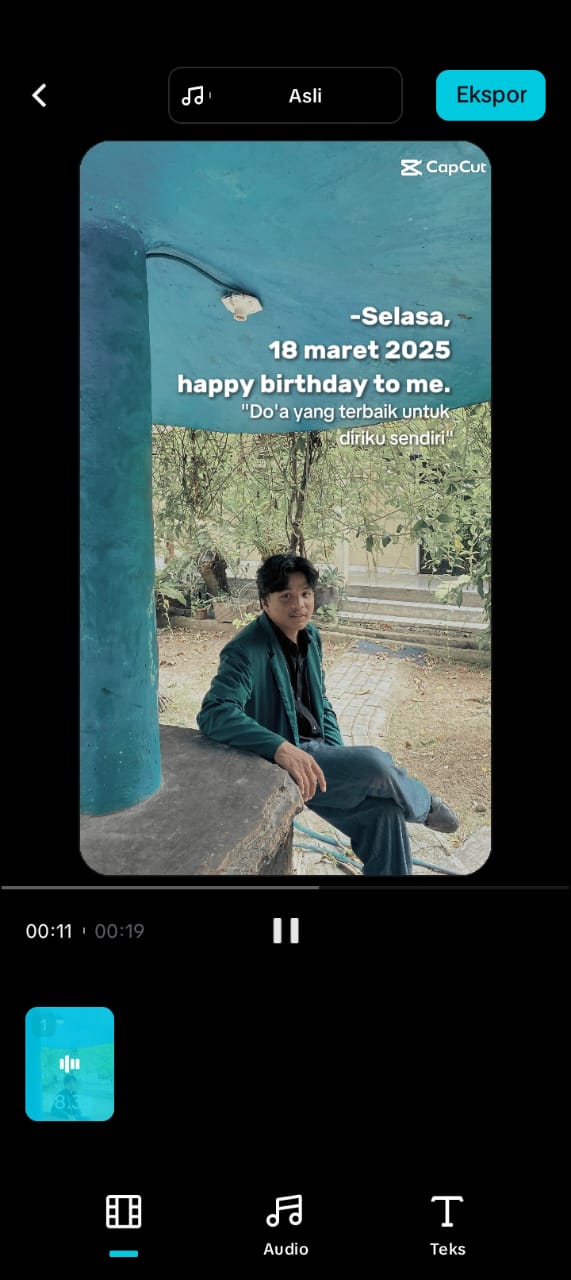 Asli
Ekspor
CapCut
-Selasa,
18 maret 2025
happy birthday to me.
"Do'a yang terbaik untuk
diriku sendiri"
00:11
00:19
1
8.3
Audio
Teks